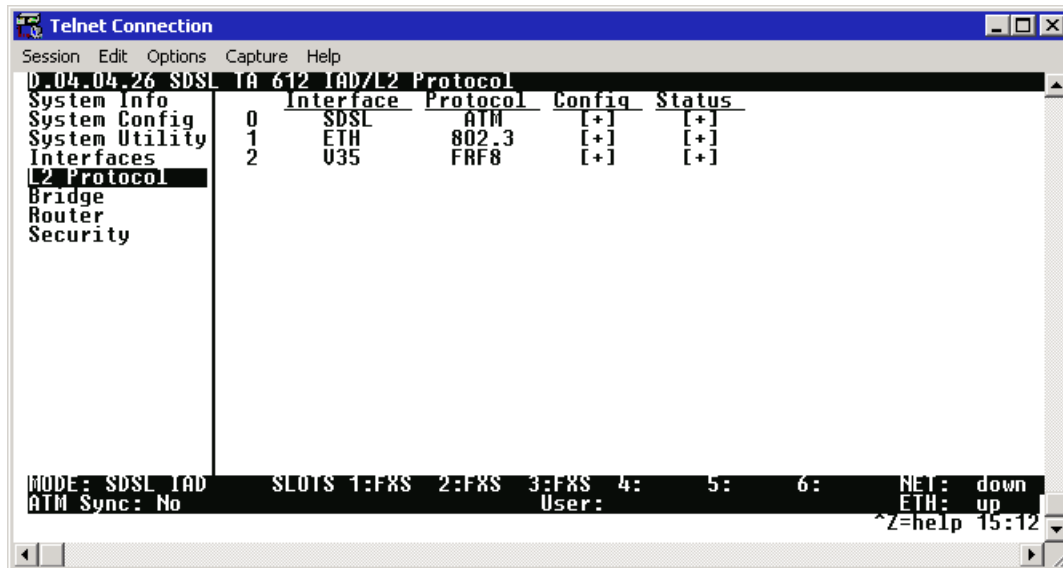 Telnet Connection
Session Edit Options Capture Help
D.04.04.26 SDSL TA 612 IAD/L2 Protocol
System Info Interface Protocol Config Status
System Config 0 SDSL ATM [+] [+]
System Utility 1 ETH 802.3 [+] [+]
Interfaces 2 V35 FRF8 [+] [+]
L2 Protocol
Bridge
Router
Security
MODE: SDSL IAD SLOTS 1:FXS 2:FXS 3:FXS 4: 5: 6: NET: down
ATM Sync: No User: ETH: up
^Z=help 15:12